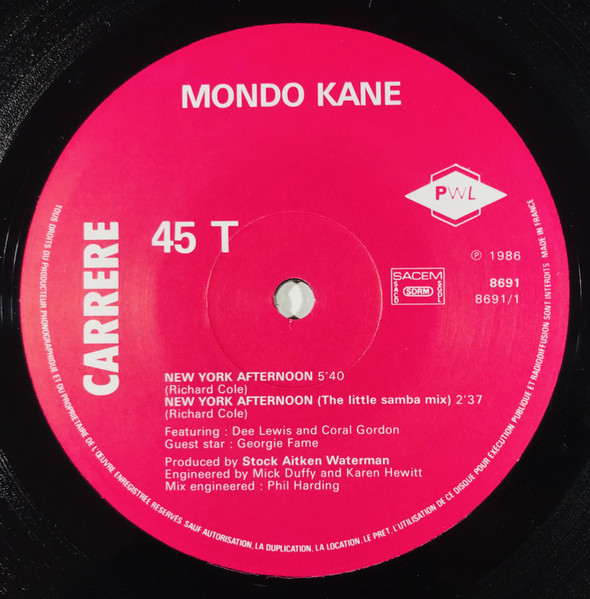 MONDO KANE
PWL
CARRERE
45 T
℗ 1986
SACEM
SACD
SDRM
SGDL
8691
8691/1
NEW YORK AFTERNOON 5'40
(Richard Cole)
NEW YORK AFTERNOON (The little samba mix) 2'37
(Richard Cole)
Featuring : Dee Lewis and Coral Gordon
Guest star : Georgie Fame
Produced by Stock Aitken Waterman
Engineered by Mick Duffy and Karen Hewitt
Mix engineered : Phil Harding
TOUS DROITS DU PRODUCTEUR PHONOGRAPHIQUE ET DU PROPRIETAIRE DE L'ŒUVRE ENREGISTREE RESERVES SAUF AUTORISATION, LA DUPLICATION, LA LOCATION, LE PRET, L'UTILISATION DE CE DISQUE POUR EXECUTION PUBLIQUE ET RADIODIFFUSION SONT INTERDITS. MADE IN FRANCE